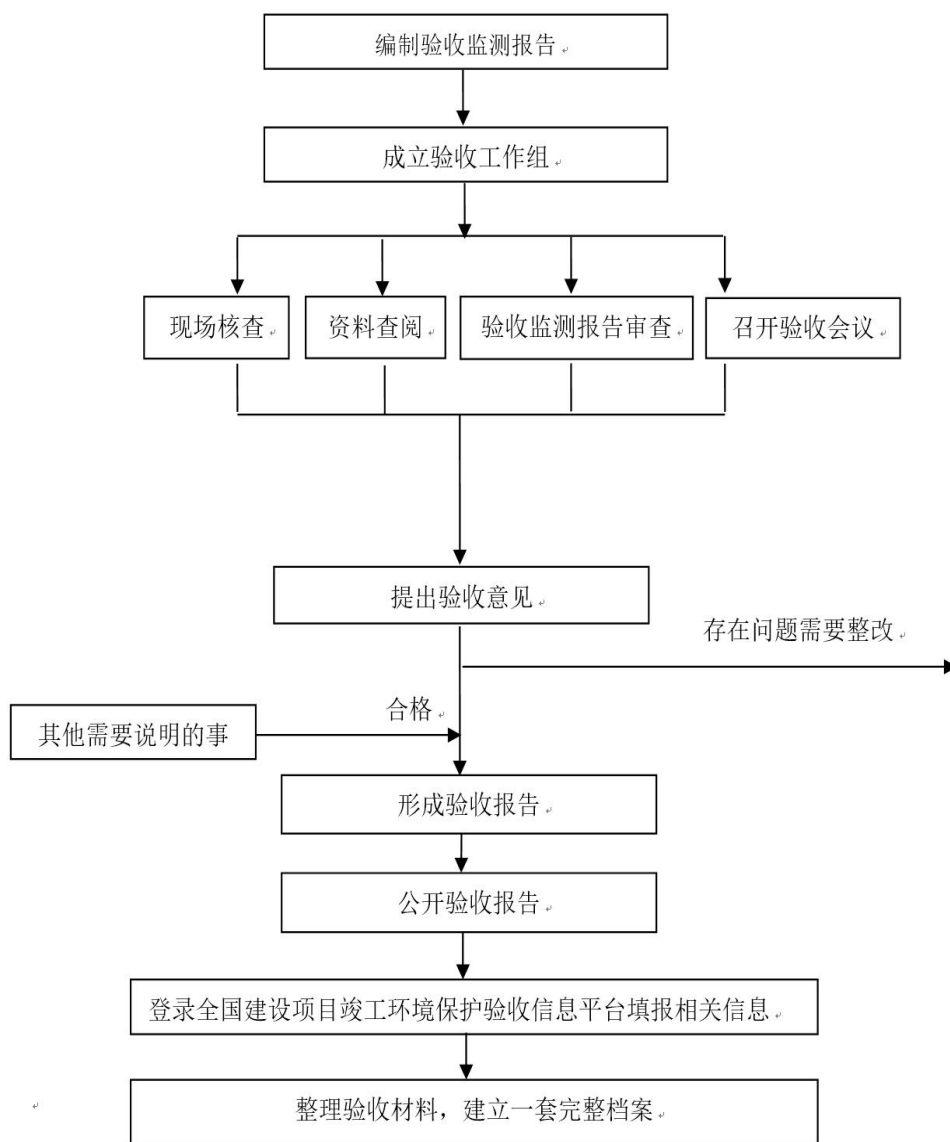 编制验收监测报告
成立验收工作组
现场核查
资料查阅
验收监测报告审查
召开验收会议
提出验收意见
存在问题需要整改
合格
其他需要说明的事
形成验收报告
公开验收报告
登录全国建设项目竣工环境保护验收信息平台填报相关信息
整理验收材料，建立一套完整档案